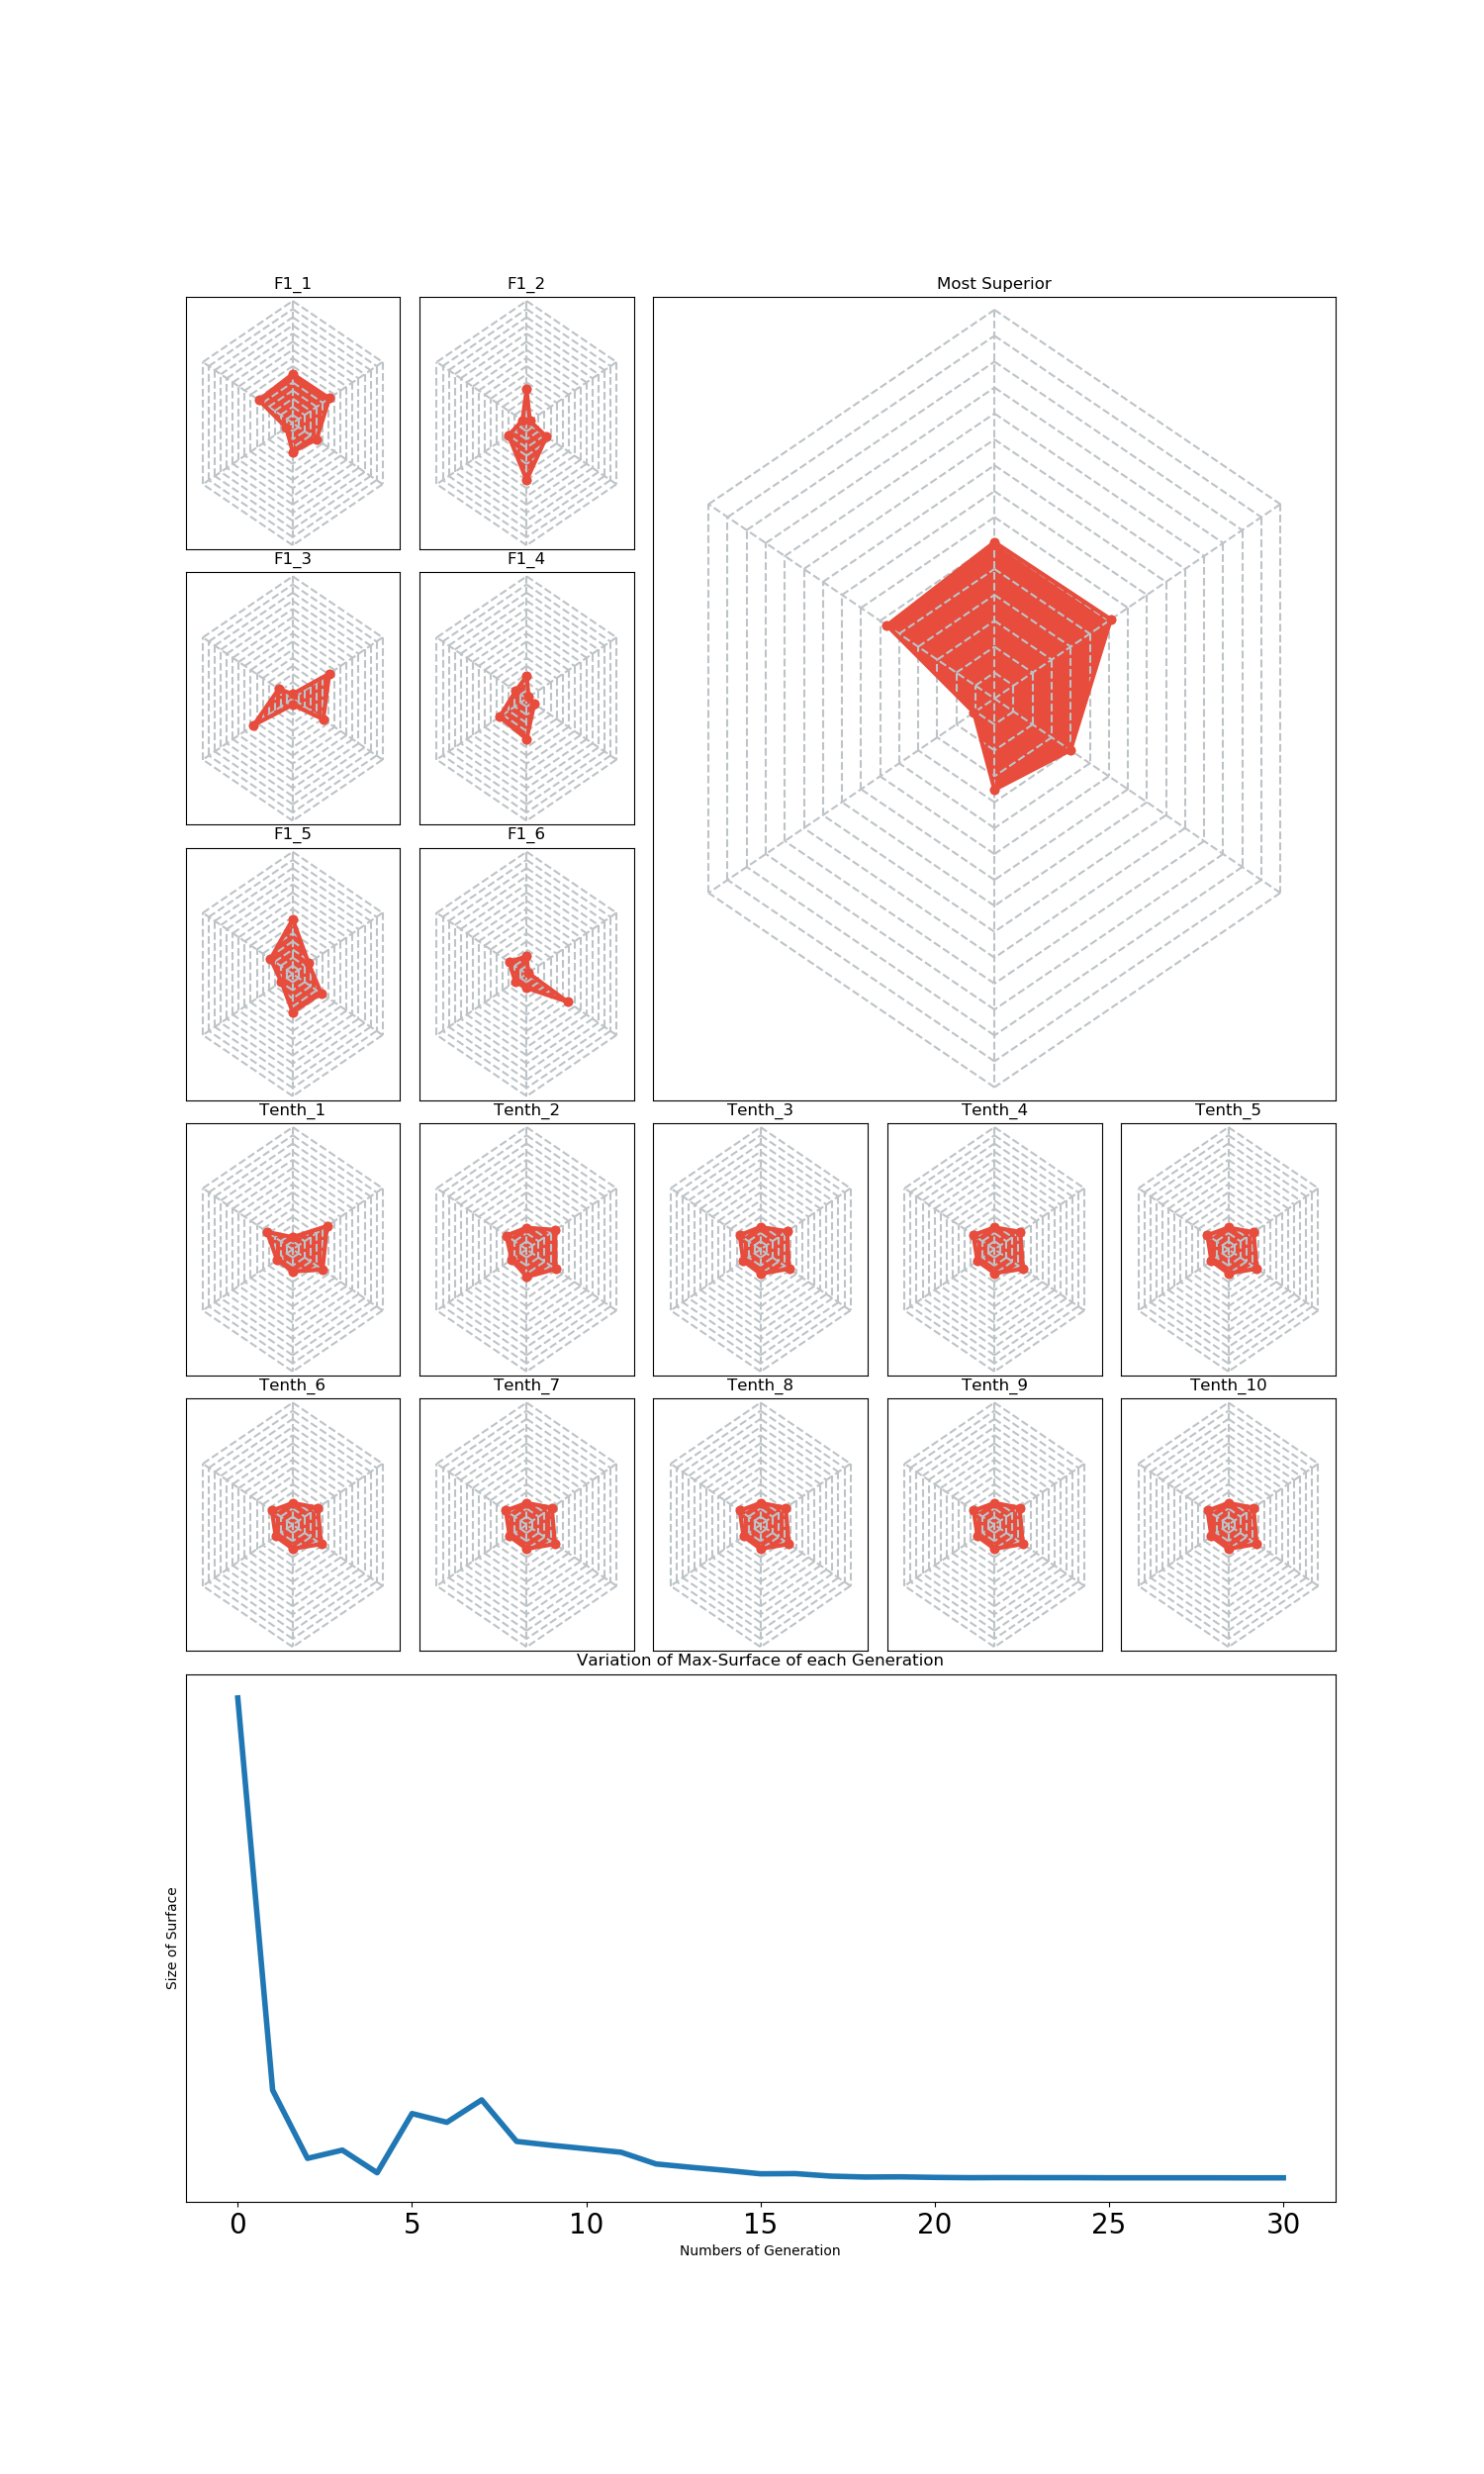 F1_1
F1_2
Most Superior
F1_3
F1_4
F1_5
F1_6
Tenth_1
Tenth_2
Tenth_3
Tenth_4
Tenth_5
Tenth_6
Tenth_7
Tenth_8
Tenth_9
Tenth_10
Variation of Max-Surface of each Generation
Size of Surface
0 5 10 15 20 25 30
Numbers of Generation